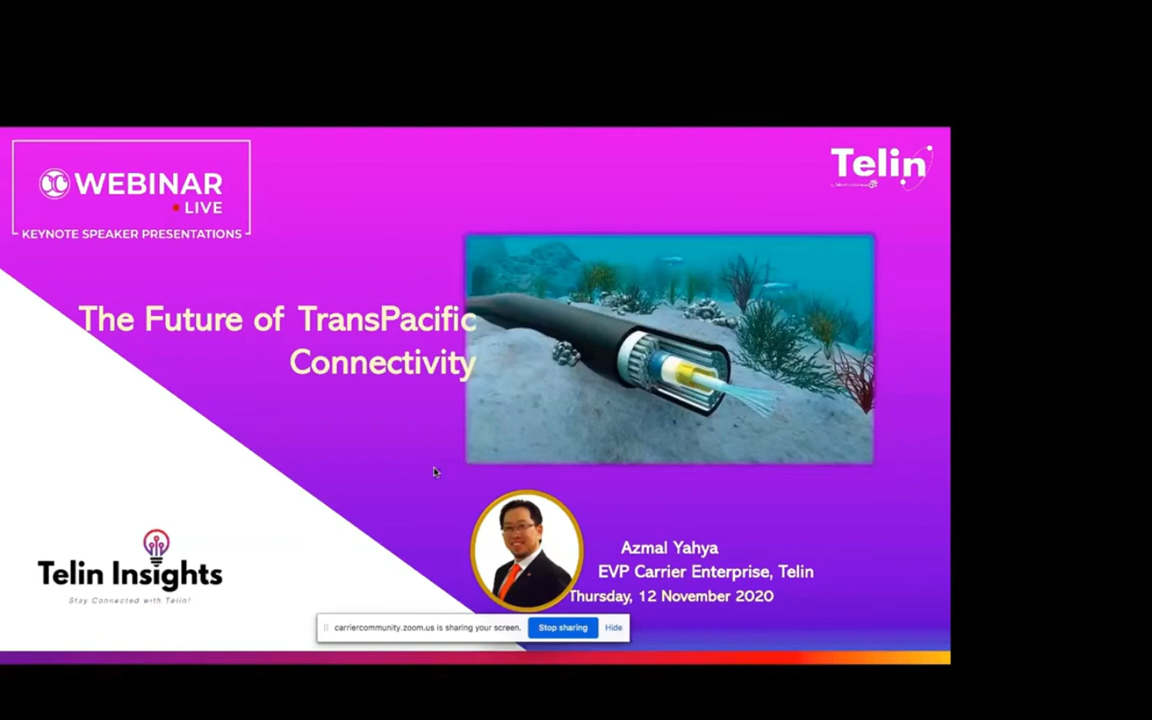 WEBINAR
LIVE
KEYNOTE SPEAKER PRESENTATIONS
Telin
The Future of TransPacific
Connectivity
Telin Insights
Stay Connected with Telin!
Azmal Yahya
EVP Carrier Enterprise, Telin
Thursday, 12 November 2020
carriercommunity.zoom.us is sharing your screen.
Stop sharing
Hide